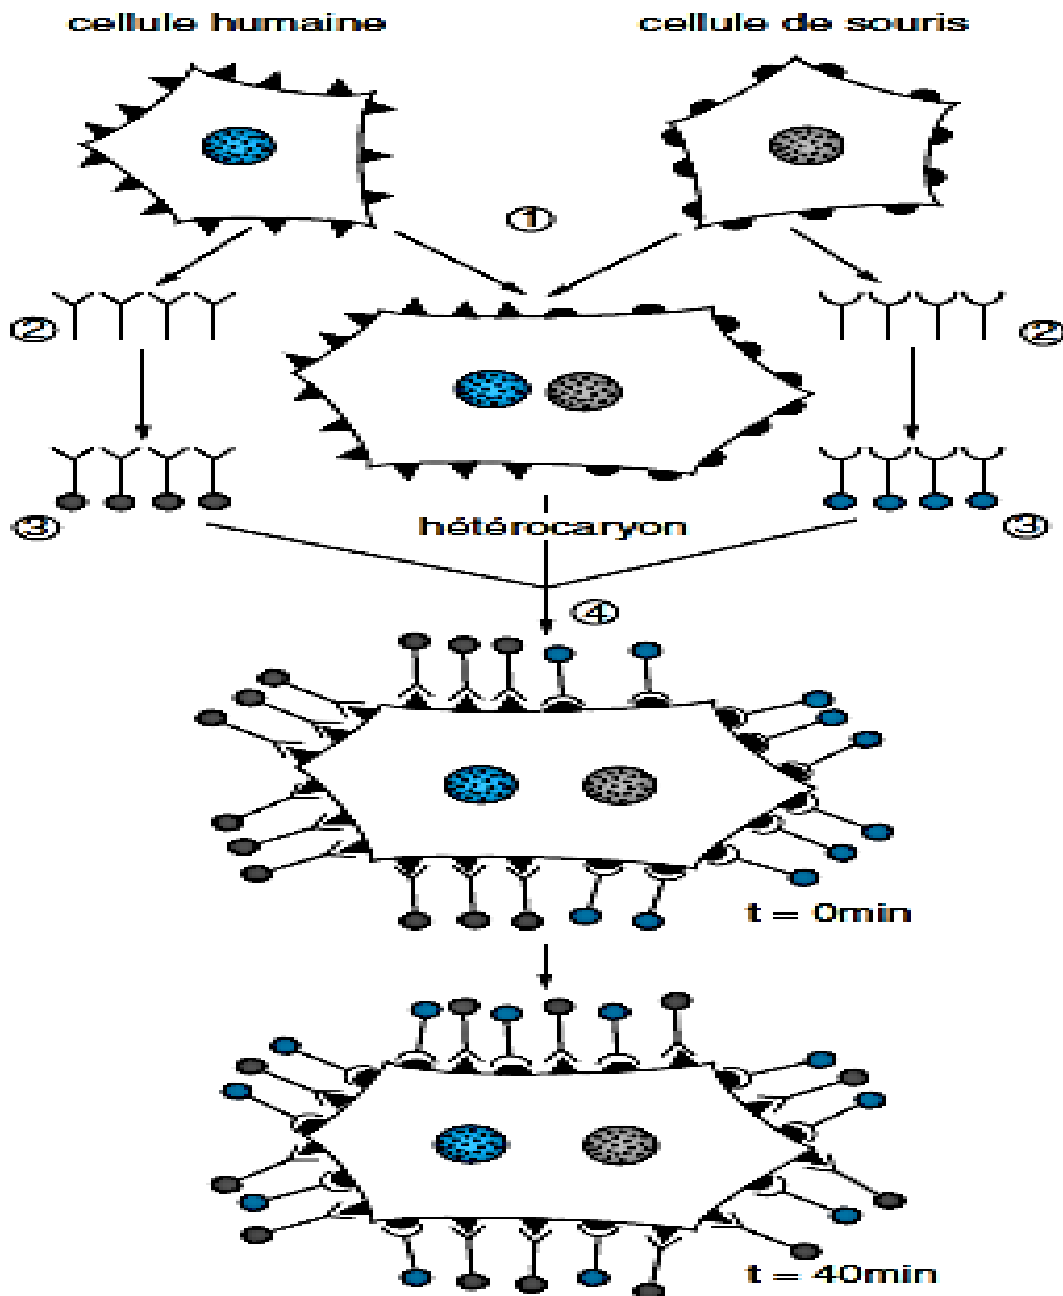 cellule humaine
cellule de souris
①
②
②
③
③
hétérocaryon
④
t = 0min
t = 40min